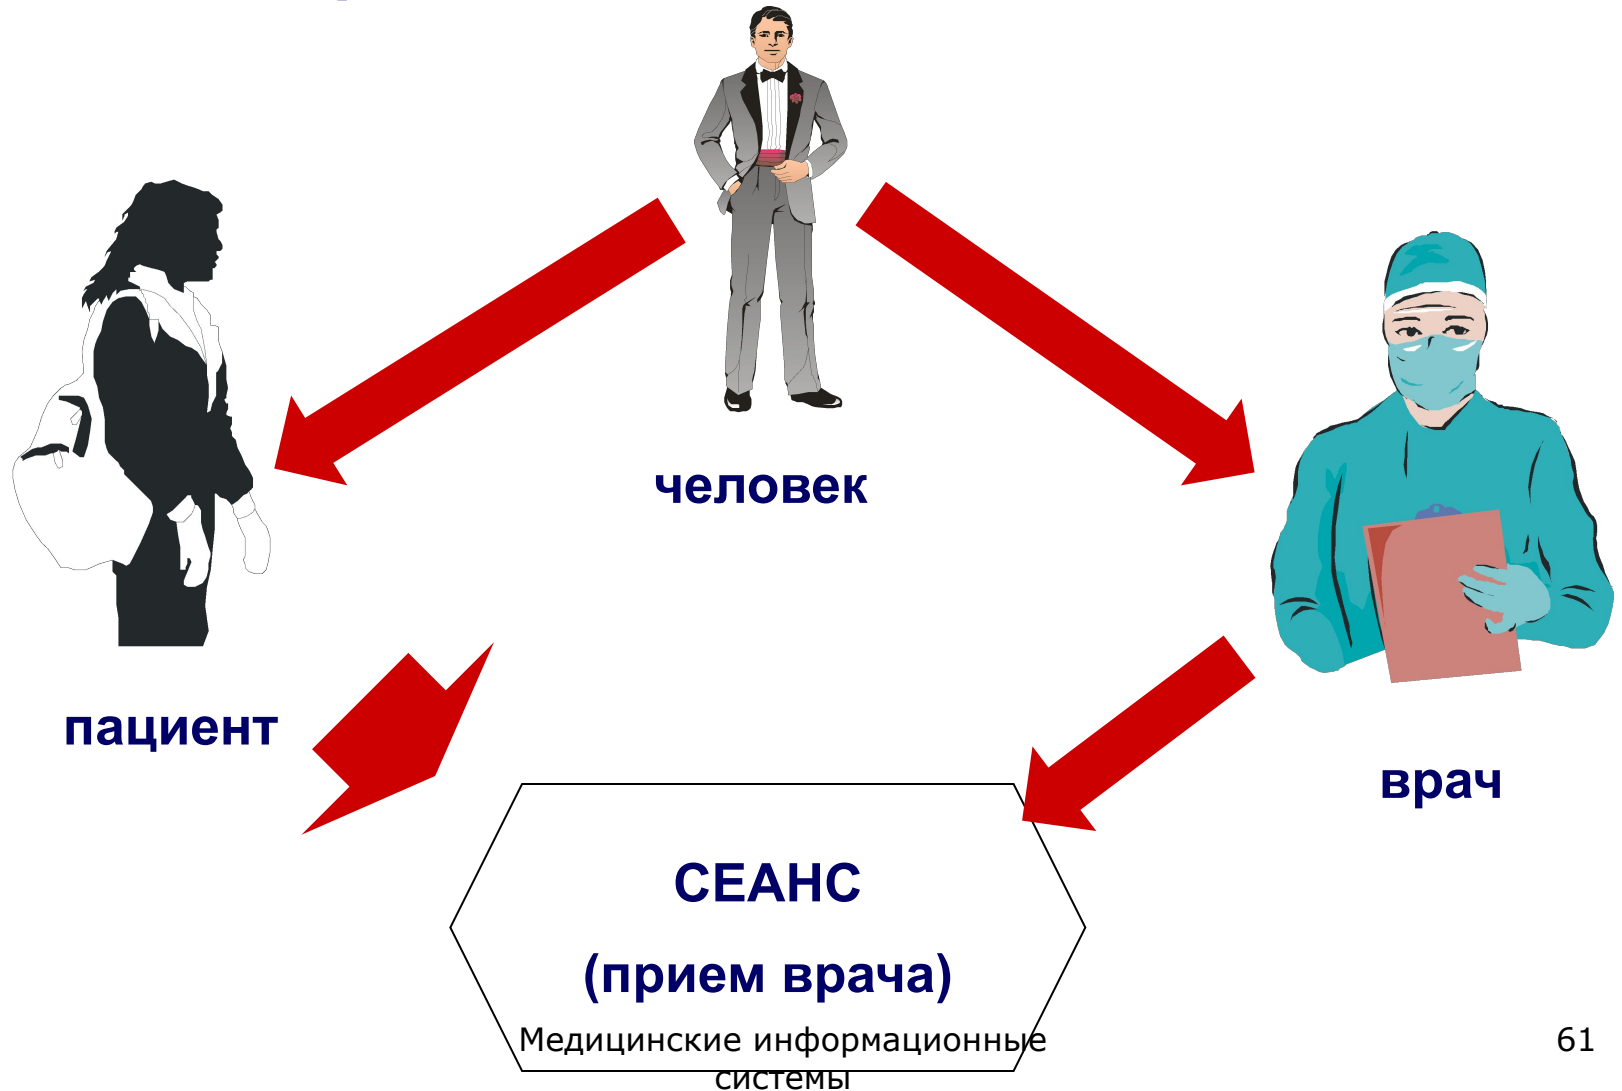 человек
пациент
врач
СЕАНС
(прием врача)
Медицинские информационные
системы
61